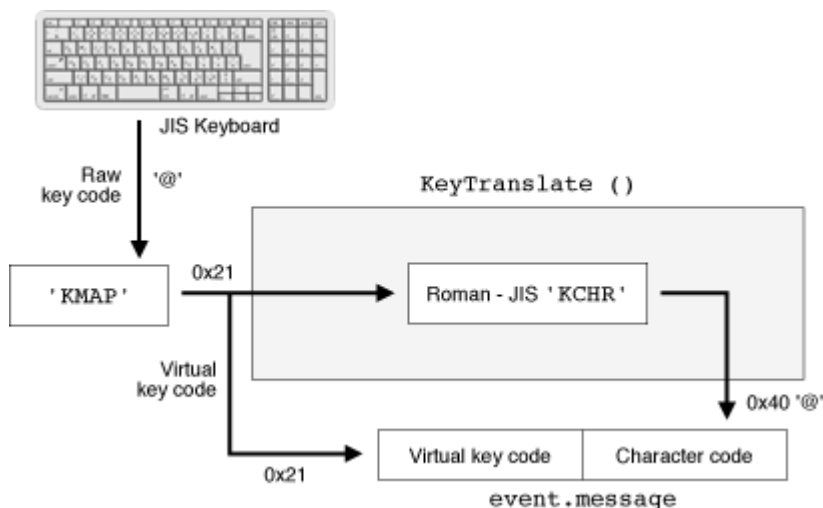 JIS Keyboard
Raw
key code
'@'
KeyTranslate ()
'KMAP'
0x21
Roman - JIS 'KCHR'
Virtual
key code
0x40 '@'
0x21
Virtual key code
Character code
event.message